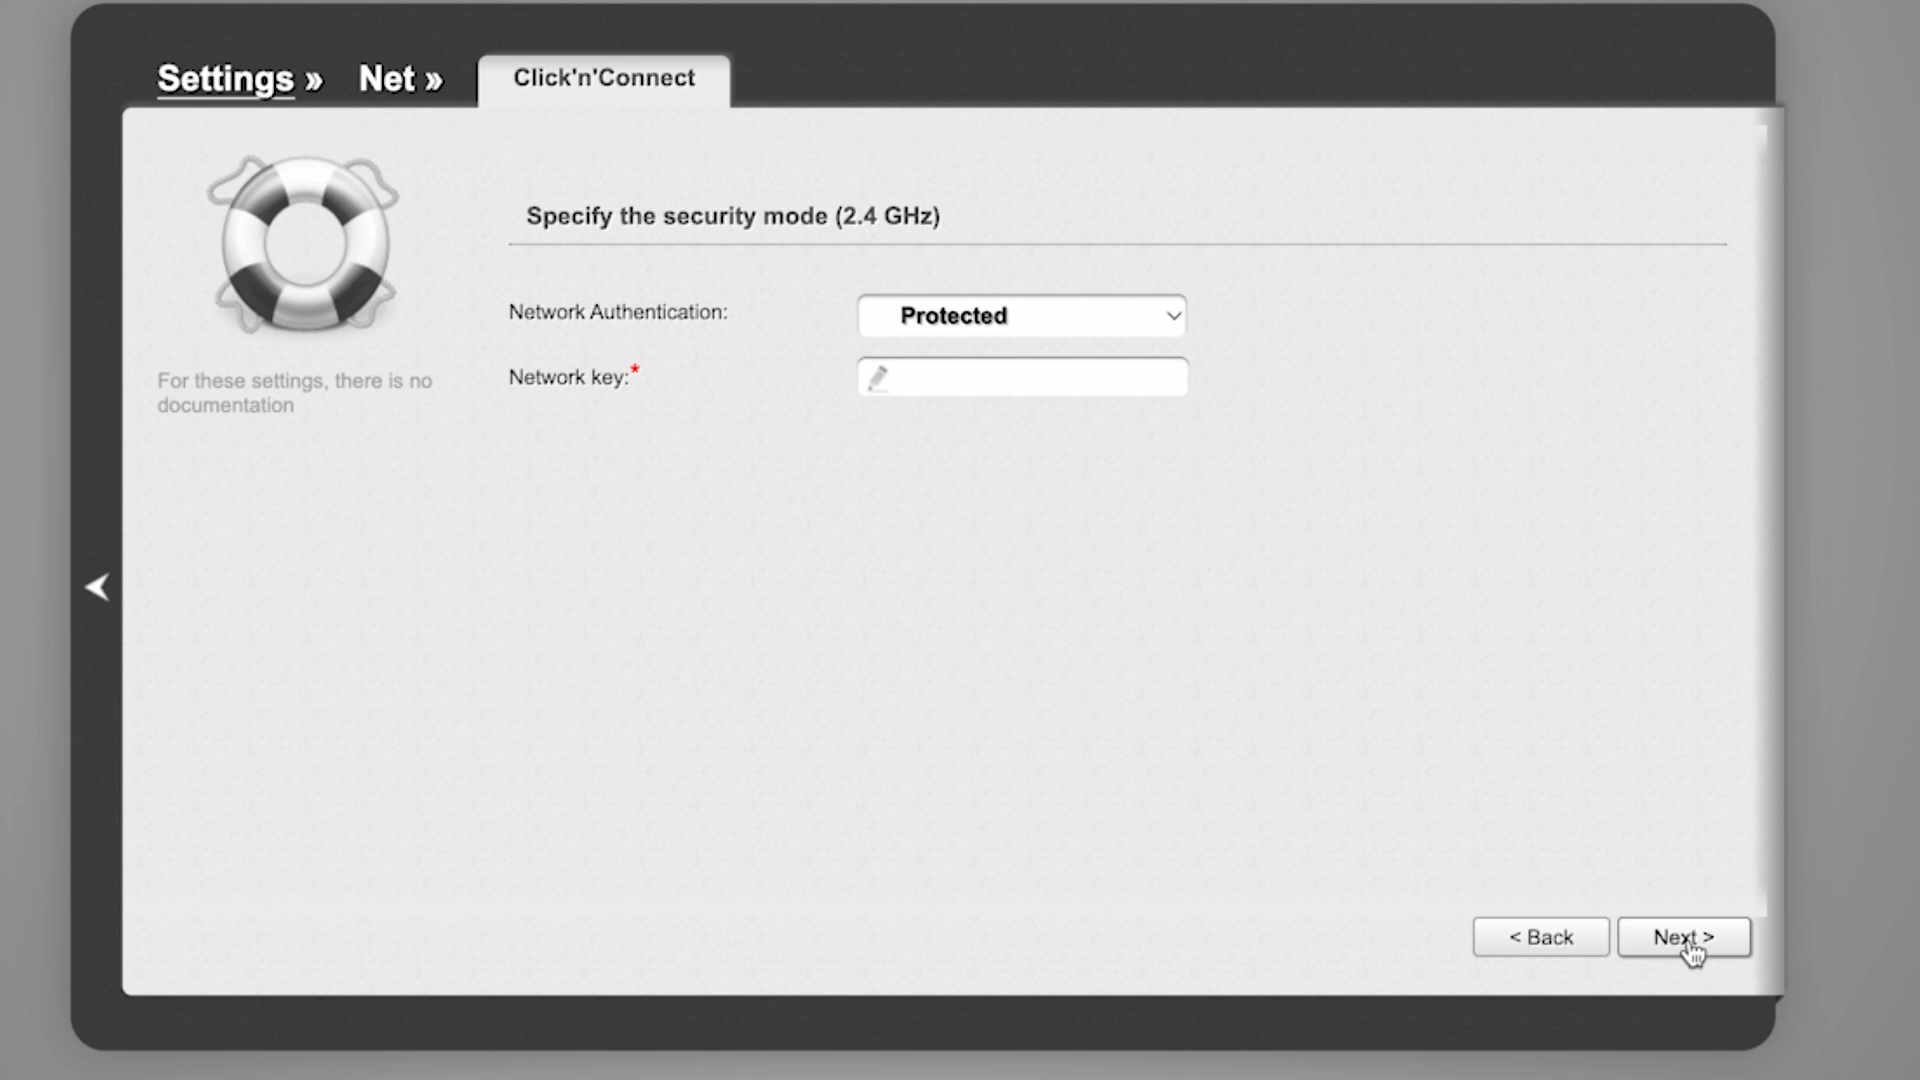 Settings » Net » Click'n'Connect
Specify the security mode (2.4 GHz)
Network Authentication: Protected
Network key:*
For these settings, there is no
documentation
< Back Next >